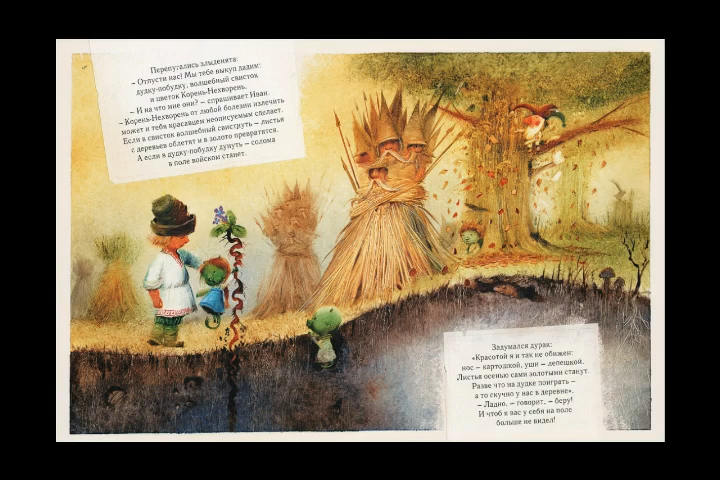 Перепугались злыденята:
– Отпусти нас! Мы тебе выкуп дадим:
дудку-побудку, волшебный свисток
и цветок Корень-Нехворень.
– И на что мне они? – спрашивает Иван.
– Корень-Нехворень от любой болезни излечить
может и тебя красавцем неописуемым сделает.
Если в свисток волшебный свистнуть – листья
с деревьев облетят и в золото превратятся.
А если в дудку-побудку дунуть – солома
в поле войском станет.
Задумался дурак:
«Красотой я и так не обижен:
нос – картошкой, уши – лепешкой.
Листья осенью сами золотыми станут.
Разве что на дудке поиграть –
а то скучно у нас в деревне».
– Ладно, – говорит, – беру!
И чтоб я вас у себя на поле
больше не видел!